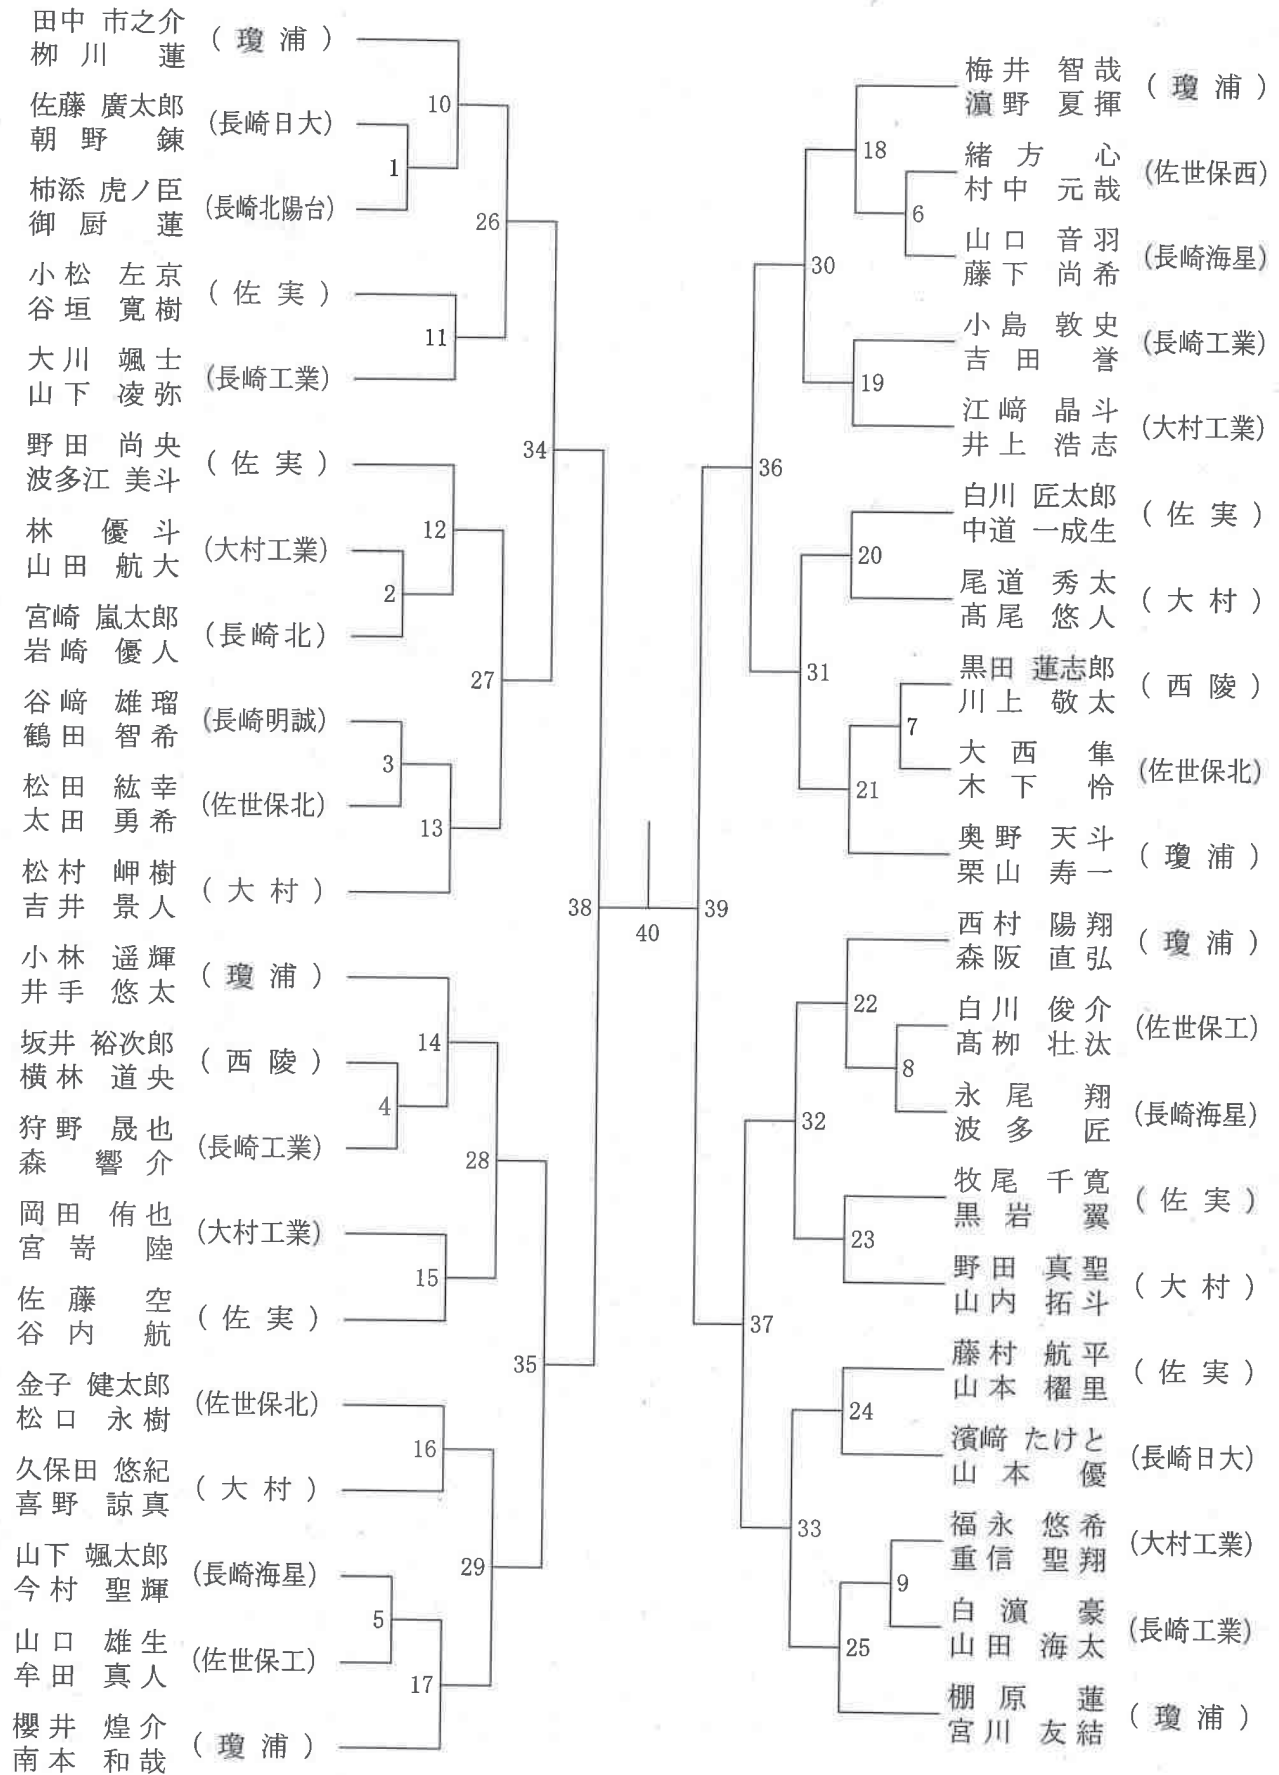 田中 市之介
栁川 蓮
(瓊浦)
佐藤 廣太郎
朝野 錬
(長崎日大)
柿添 虎ノ臣
御厨 蓮
(長崎北陽台)
小松 左京
谷垣 寛樹
(佐実)
大川 颯士
山下 凌弥
(長崎工業)
野田 尚央
波多江 美斗
(佐実)
林 優斗
山田 航大
(大村工業)
宮崎 嵐太郎
岩崎 優人
(長崎北)
谷﨑 雄瑠
鶴田 智希
(長崎明誠)
松田 紘幸
太田 勇希
(佐世保北)
松村 岬樹
吉井 景人
(大村)
小林 遥輝
井手 悠太
(瓊浦)
坂井 裕次郎
横林 道央
(西陵)
狩野 晟也
森 響介
(長崎工業)
岡田 侑也
宮嵜 陸
(大村工業)
佐藤 空
谷内 航
(佐実)
金子 健太郎
松口 永樹
(佐世保北)
久保田 悠紀
喜野 諒真
(大村)
山下 颯太郎
今村 聖輝
(長崎海星)
山口 雄生
牟田 真人
(佐世保工)
櫻井 煌介
南本 和哉
(瓊浦)
10
1
26
11
34
12
2
27
3
13
38
14
4
28
15
35
16
29
5
17
40
39
18
6
30
19
36
20
31
7
21
22
8
32
23
37
24
33
9
25
梅井 智哉
濵野 夏揮
(瓊浦)
緒方 心
村中 元哉
(佐世保西)
山口 音羽
藤下 尚希
(長崎海星)
小島 敦史
吉田 誉
(長崎工業)
江﨑 晶斗
井上 浩志
(大村工業)
白川 匠太郎
中道 一成生
(佐実)
尾道 秀太
髙尾 悠人
(大村)
黒田 蓮志郎
川上 敬太
(西陵)
大西 隼
木下 怜
(佐世保北)
奥野 天斗
栗山 寿一
(瓊浦)
西村 陽翔
森阪 直弘
(瓊浦)
白川 俊介
髙栁 壮汰
(佐世保工)
永尾 翔
波多 匠
(長崎海星)
牧尾 千寛
黒岩 翼
(佐実)
野田 真聖
山内 拓斗
(大村)
藤村 航平
山本 櫂里
(佐実)
濱﨑 たけと
山本 優
(長崎日大)
福永 悠希
重信 聖翔
(大村工業)
白濵 豪
山田 海太
(長崎工業)
棚原 蓮
宮川 友結
(瓊浦)